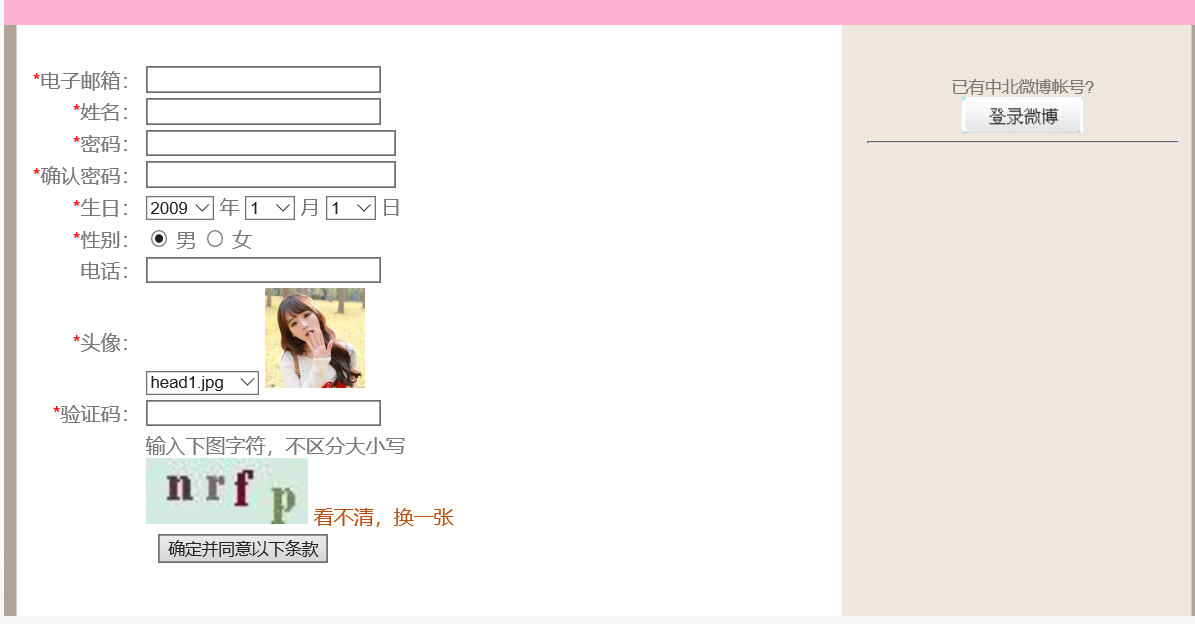 *电子邮箱：
*姓名：
*密码：
*确认密码：
*生日： 2009 年 1 月 1 日
*性别： 男 女
电话：
*头像：
head1.jpg
*验证码：
输入下图字符，不区分大小写
nrfp
看不清，换一张
确定并同意以下条款
已有中北微博帐号?
登录微博